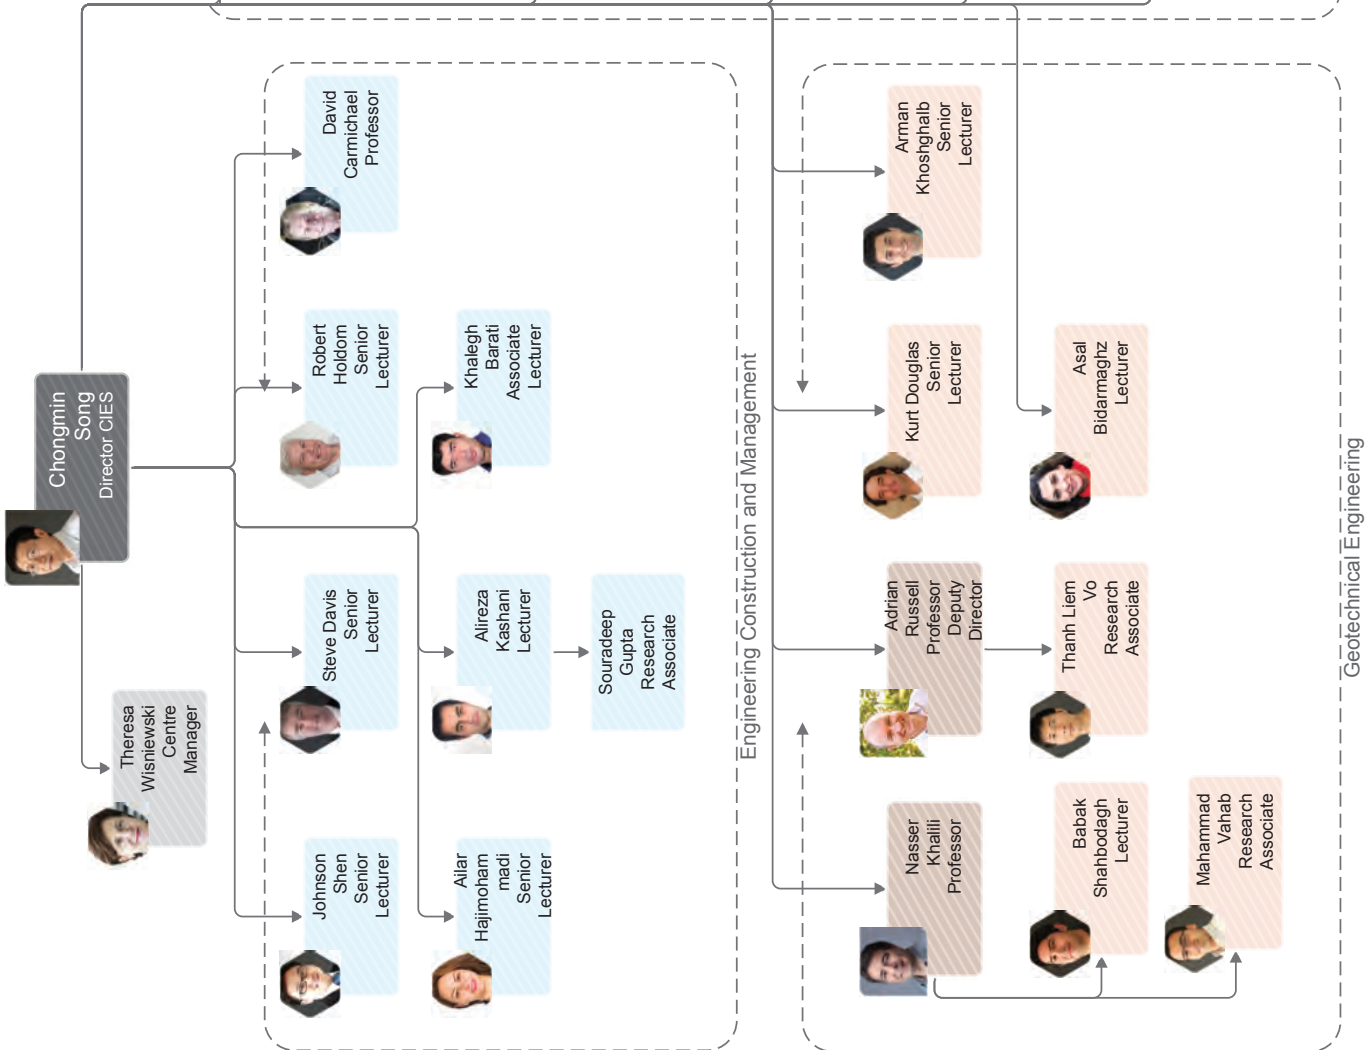 Chongmin
Song
Director CIES
Theresa
Wisniewski
Centre
Manager
Johnson
Shen
Senior
Lecturer
Steve Davis
Senior
Lecturer
Robert
Holdom
Senior
Lecturer
David
Carmichael
Professor
Ailar
Hajimoham
madi
Senior
Lecturer
Alireza
Kashani
Lecturer
Khalegh
Barati
Associate
Lecturer
Souradeep
Gupta
Research
Associate
Engineering Construction and Management
Nasser
Khalili
Professor
Adrian
Russell
Professor
Deputy
Director
Kurt Douglas
Senior
Lecturer
Arman
Khoshghalb
Senior
Lecturer
Babak
Shahbodagh
Lecturer
Thanh Liem
Vo
Research
Associate
Asal
Bidarmaghz
Lecturer
Mahammad
Vahab
Research
Associate
Geotechnical Engineering